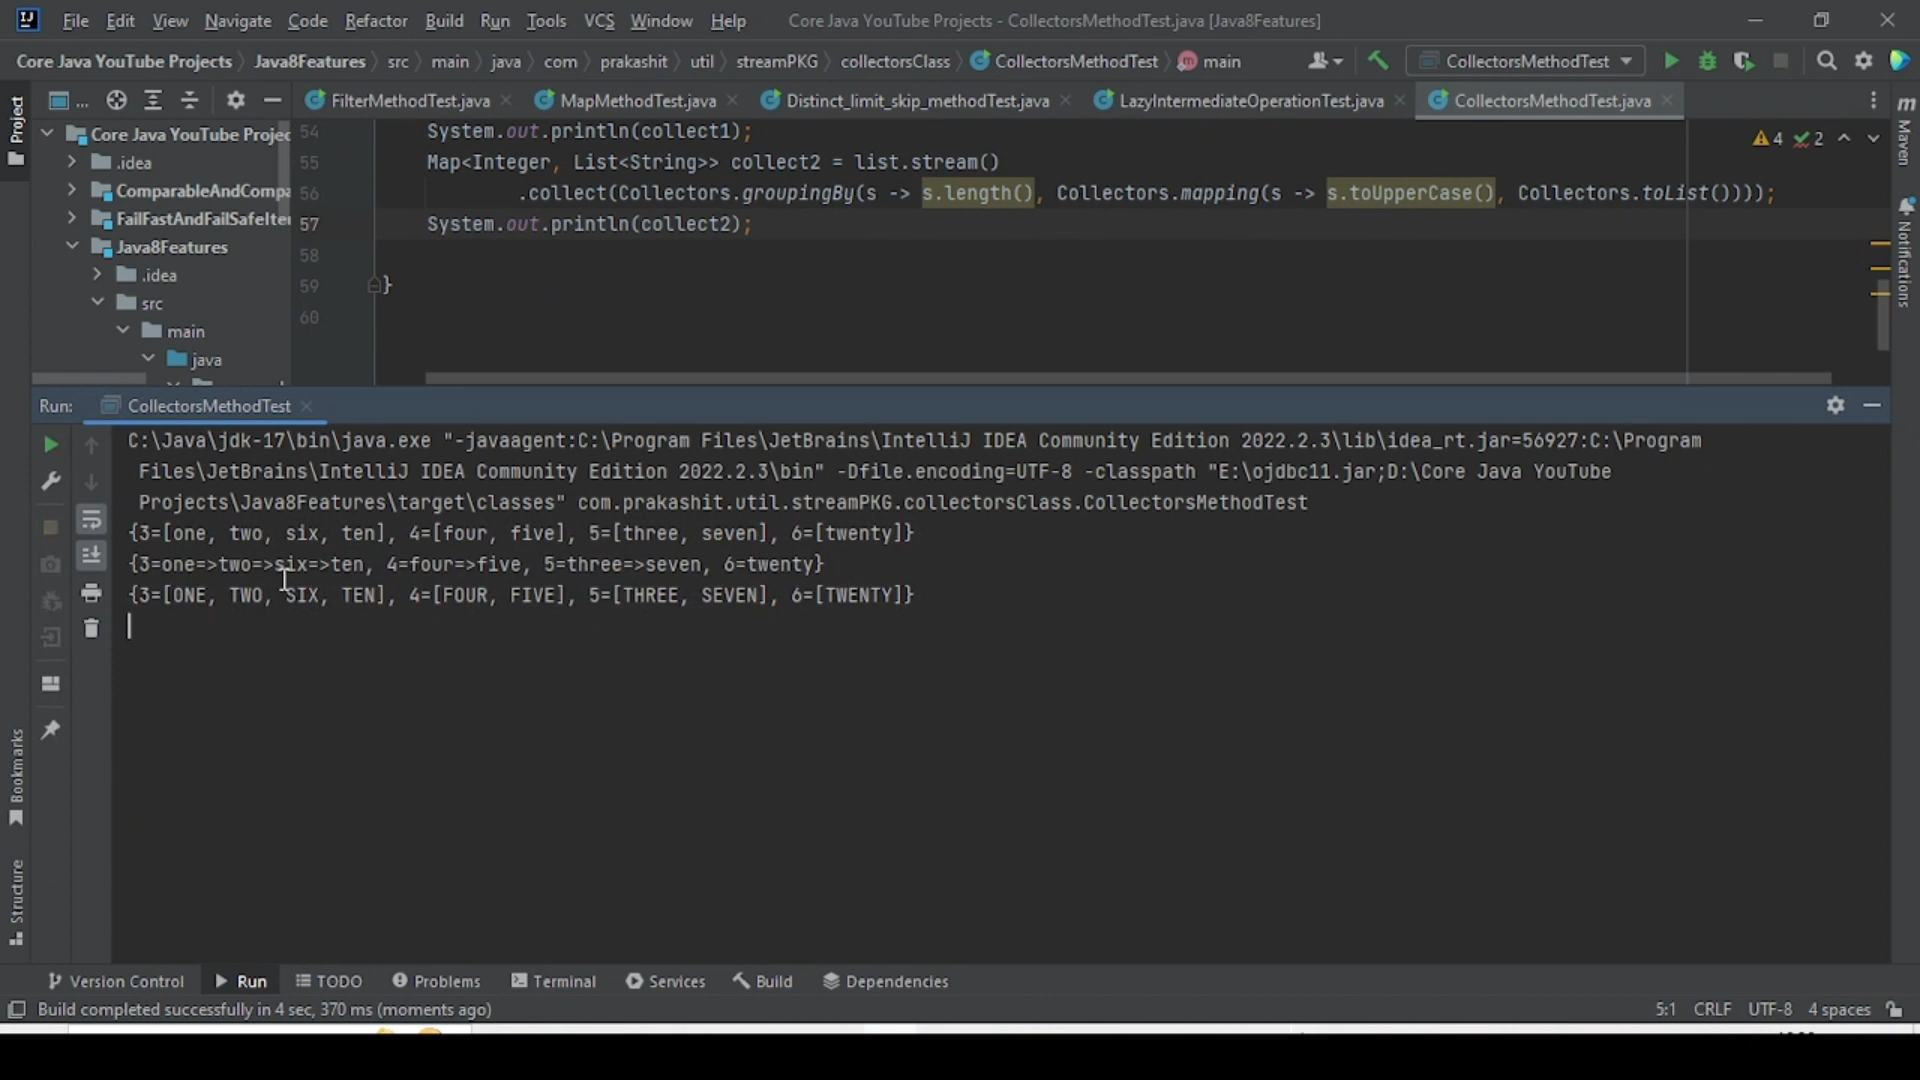 File Edit View Navigate Code Refactor Build Run Tools VCS Window Help Core Java YouTube Projects - CollectorsMethodTest.java [Java8Features]
Core Java YouTube Projects Java8Features src main java com prakashit util streamPKG collectorsClass CollectorsMethodTest main CollectorsMethodTest
... FilterMethodTest.java MapMethodTest.java Distinct_limit_skip_methodTest.java LazyIntermediateOperationTest.java CollectorsMethodTest.java
Project
Core Java YouTube Projec
.idea
ComparableAndCompa
FailFastAndFailSafeIter
Java8Features
.idea
src
main
java
54 System.out.println(collect1);
55 Map<Integer, List<String>> collect2 = list.stream()
56 .collect(Collectors.groupingBy(s -> s.length(), Collectors.mapping(s -> s.toUpperCase(), Collectors.toList())));
57 System.out.println(collect2);
58
59 }
60
4 2
m
Maven
Notifications
Run: CollectorsMethodTest
C:\Java\jdk-17\bin\java.exe "-javaagent:C:\Program Files\JetBrains\IntelliJ IDEA Community Edition 2022.2.3\lib\idea_rt.jar=56927:C:\Program
Files\JetBrains\IntelliJ IDEA Community Edition 2022.2.3\bin" -Dfile.encoding=UTF-8 -classpath "E:\ojdbc11.jar;D:\Core Java YouTube
Projects\Java8Features\target\classes" com.prakashit.util.streamPKG.collectorsClass.CollectorsMethodTest
{3=[one, two, six, ten], 4=[four, five], 5=[three, seven], 6=[twenty]}
{3=one=>two=>six=>ten, 4=four=>five, 5=three=>seven, 6=twenty}
{3=[ONE, TWO, SIX, TEN], 4=[FOUR, FIVE], 5=[THREE, SEVEN], 6=[TWENTY]}
Bookmarks
Structure
Version Control Run TODO Problems Terminal Services Build Dependencies
Build completed successfully in 4 sec, 370 ms (moments ago) 5:1 CRLF UTF-8 4 spaces